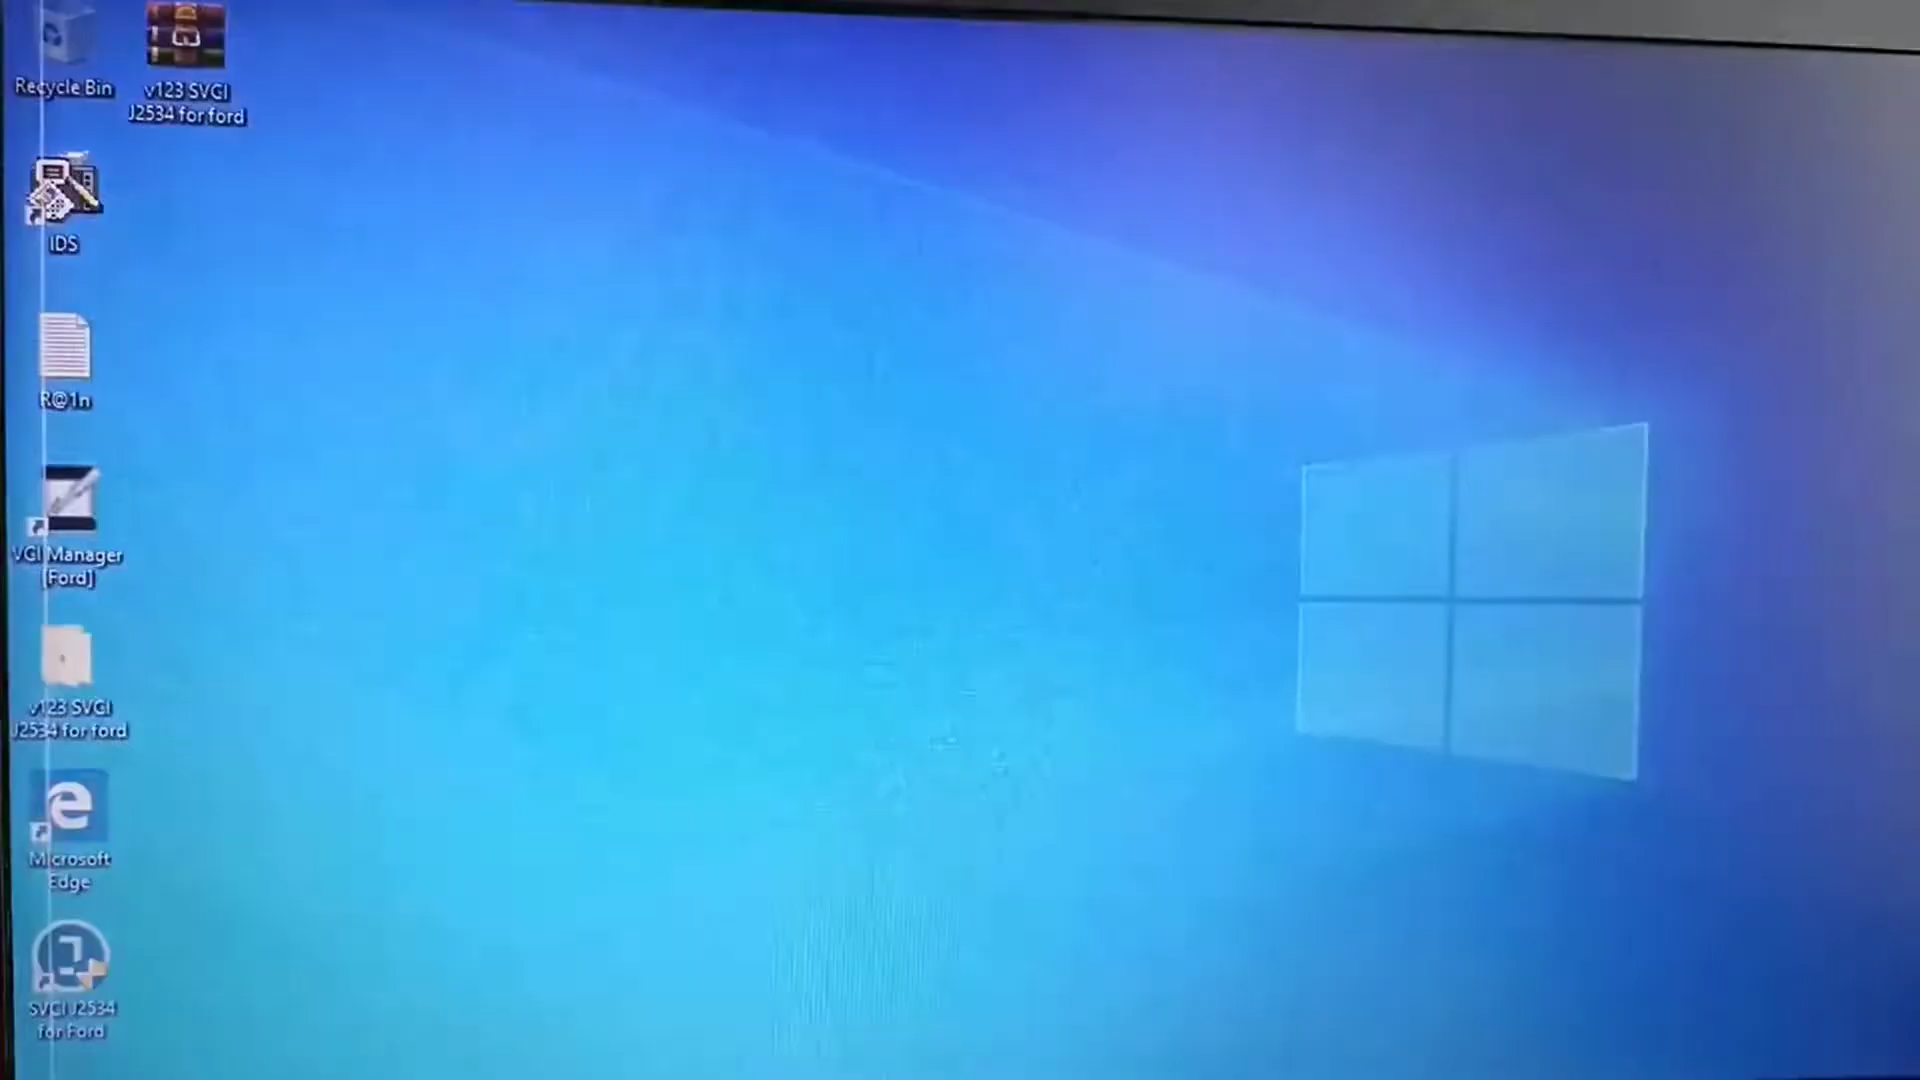 Recycle Bin
v123 SVCI
J2534 for ford
IDS
R@1n
VCI Manager
[Ford]
v123 SVCI
J2534 for ford
Microsoft
Edge
SVCI J2534
for Ford